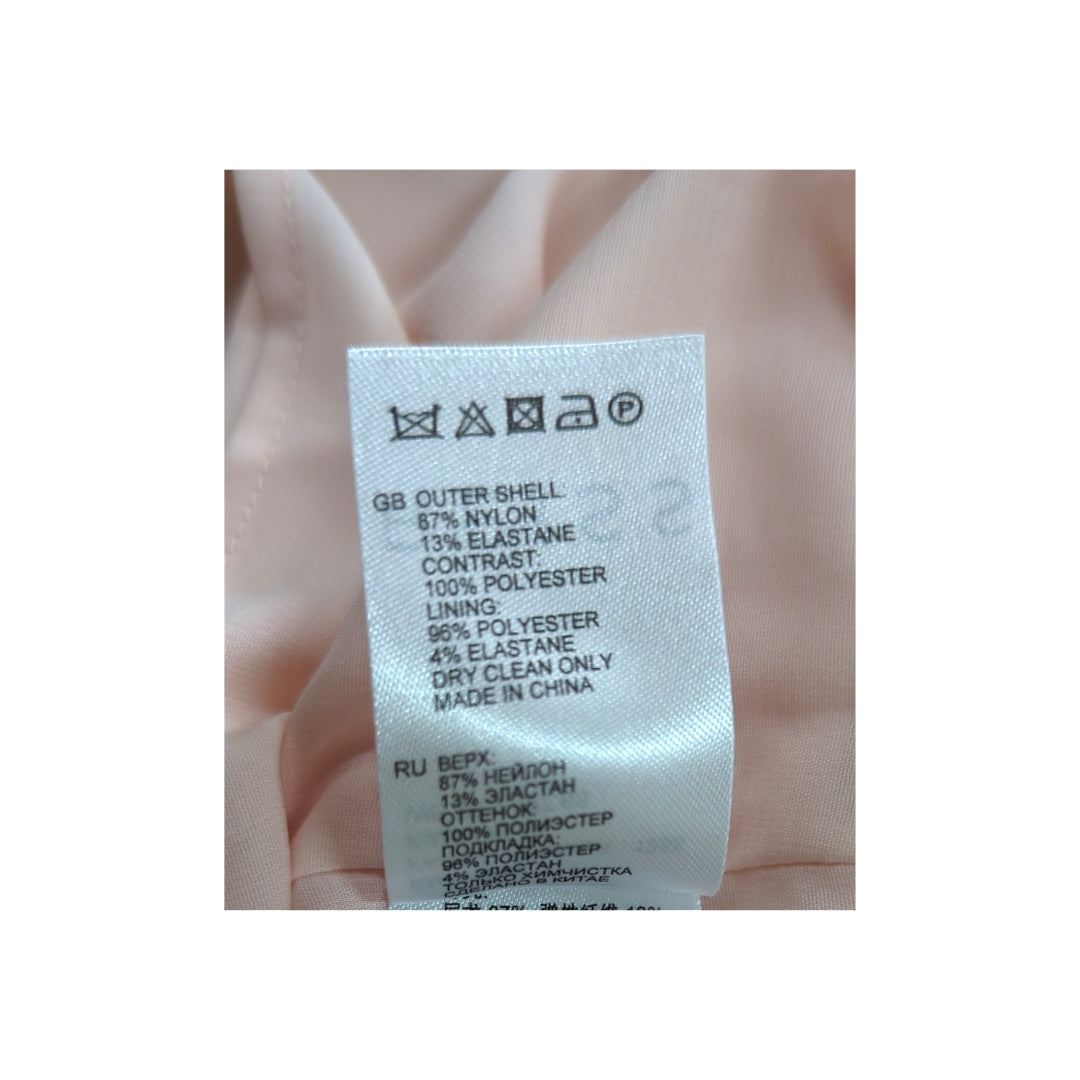 P
GB OUTER SHELL:
87% NYLON
13% ELASTANE
CONTRAST:
100% POLYESTER
LINING:
96% POLYESTER
4% ELASTANE
DRY CLEAN ONLY
MADE IN CHINA
RU ВЕРХ:
87% НЕЙЛОН
13% ЭЛАСТАН
ОТТЕНОК:
100% ПОЛИЭСТЕР
ПОДКЛАДКА:
96% ПОЛИЭСТЕР
4% ЭЛАСТАН
ТОЛЬКО ХИМЧИСТКА
СДЕЛАНО В КИТАЕ